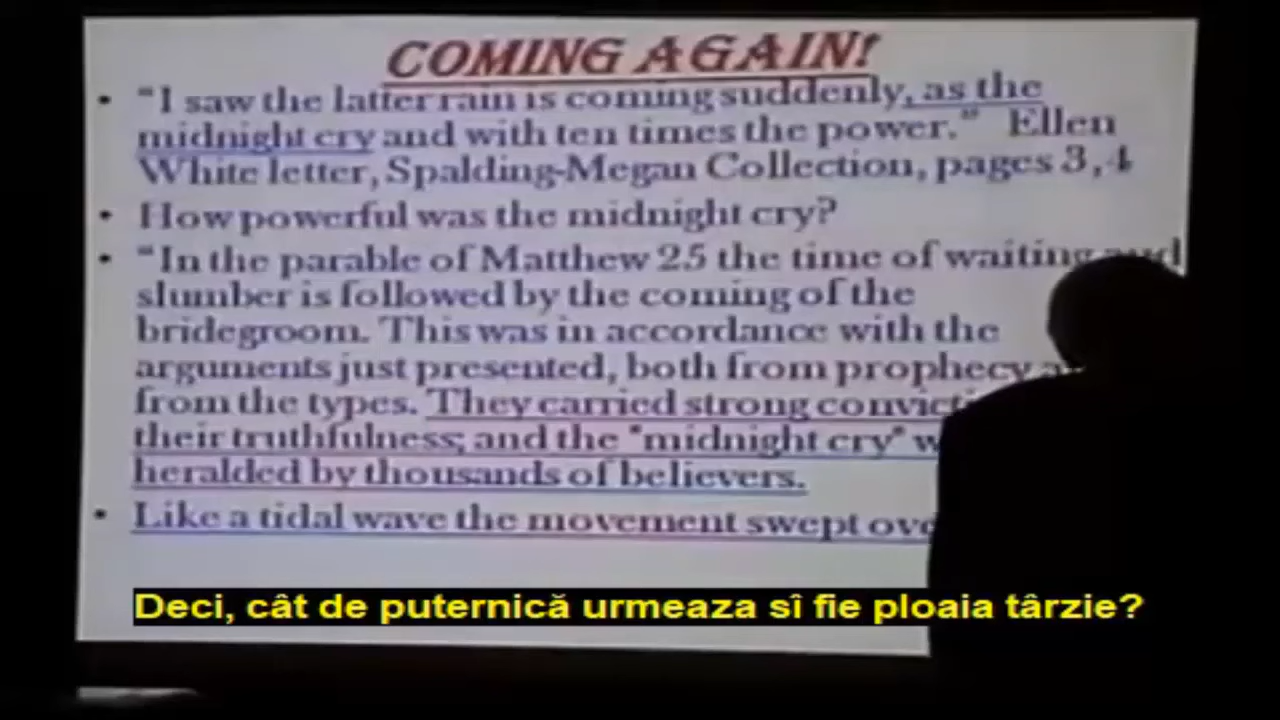 COMING AGAIN!
• "I saw the latter rain is coming suddenly, as the
midnight cry and with ten times the power." Ellen
White letter, Spalding-Megan Collection, pages 3,4
• How powerful was the midnight cry?
• "In the parable of Matthew 25 the time of waiting and
slumber is followed by the coming of the
bridegroom. This was in accordance with the
arguments just presented, both from prophecy
from the types. They carried strong
their truthfulness; and the "midnight cry"
heralded by thousands of believers.
• Like a tidal wave the movement swept
Deci, cât de puternică urmeaza sî fie ploaia târzie?